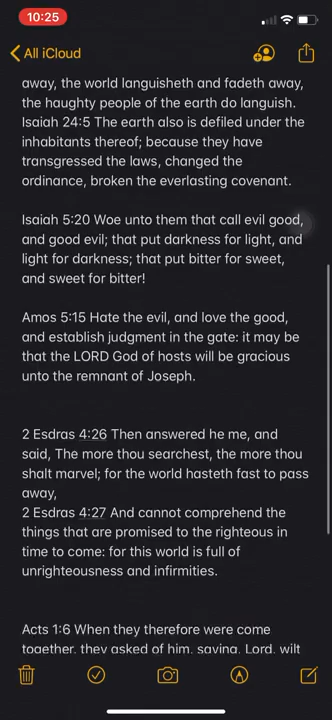 10:25
All iCloud
away, the world languisheth and fadeth away,
the haughty people of the earth do languish.
Isaiah 24:5 The earth also is defiled under the
inhabitants thereof; because they have
transgressed the laws, changed the
ordinance, broken the everlasting covenant.
Isaiah 5:20 Woe unto them that call evil good,
and good evil; that put darkness for light, and
light for darkness; that put bitter for sweet,
and sweet for bitter!
Amos 5:15 Hate the evil, and love the good,
and establish judgment in the gate: it may be
that the LORD God of hosts will be gracious
unto the remnant of Joseph.
2 Esdras 4:26 Then answered he me, and
said, The more thou searchest, the more thou
shalt marvel; for the world hasteth fast to pass
away,
2 Esdras 4:27 And cannot comprehend the
things that are promised to the righteous in
time to come: for this world is full of
unrighteousness and infirmities.
Acts 1:6 When they therefore were come
together, they asked of him, saying, Lord, wilt